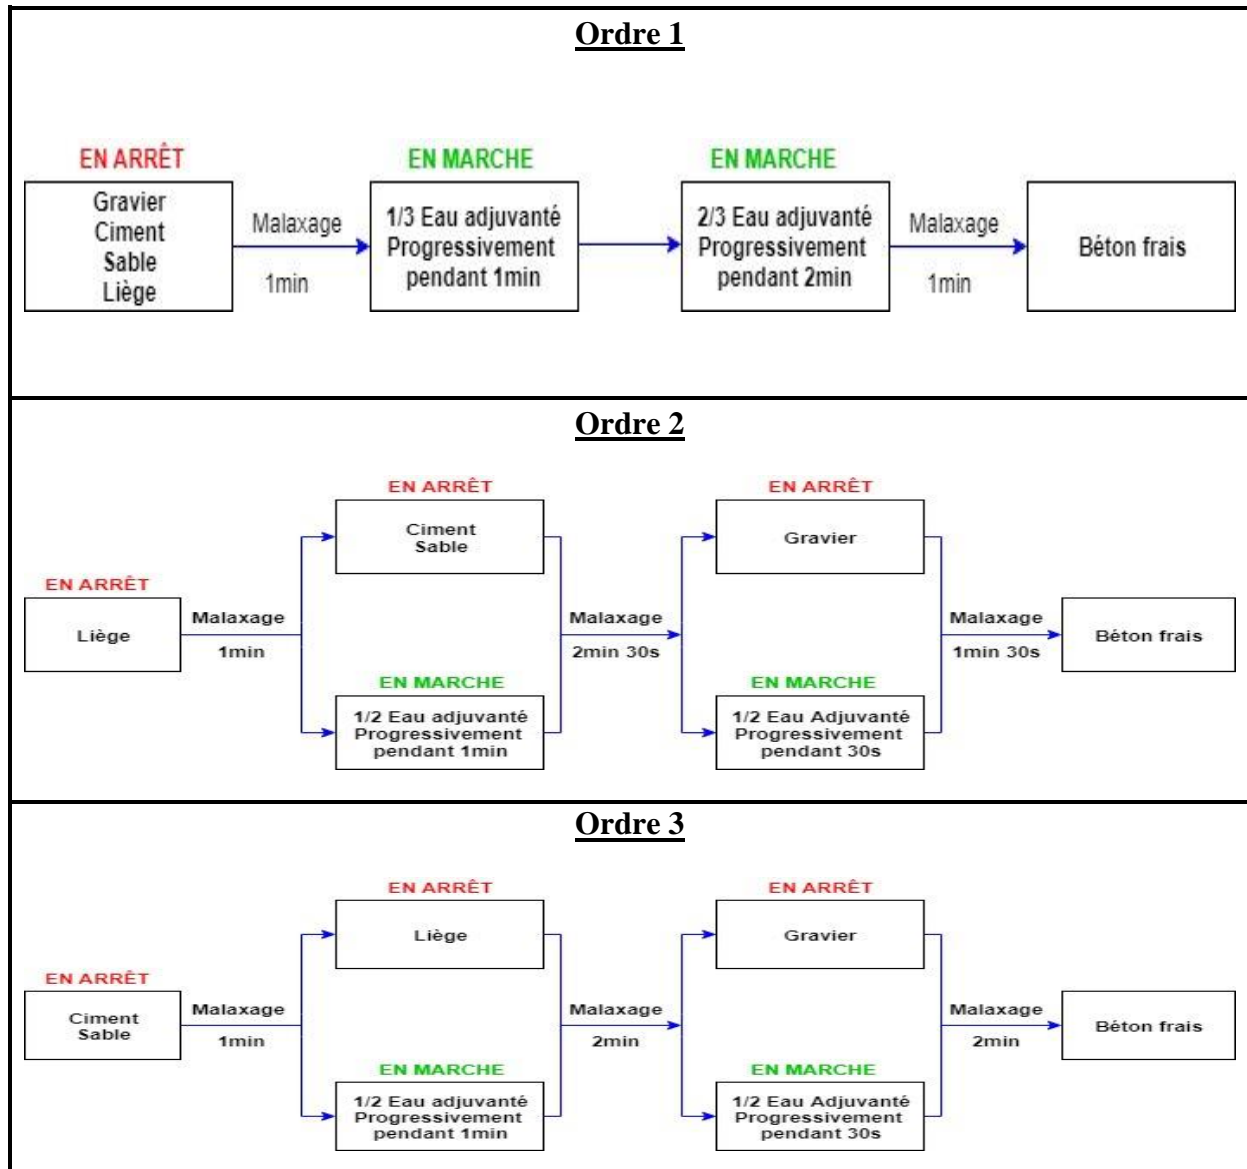 Ordre 1
EN ARRÊT
Gravier
Ciment
Sable
Liège
Malaxage
1min
EN MARCHE
1/3 Eau adjuvanté
Progressivement
pendant 1min
EN MARCHE
2/3 Eau adjuvanté
Progressivement
pendant 2min
Malaxage
1min
Béton frais
Ordre 2
EN ARRÊT
Liège
Malaxage
1min
EN ARRÊT
Ciment
Sable
EN MARCHE
1/2 Eau adjuvanté
Progressivement
pendant 1min
Malaxage
2min 30s
EN ARRÊT
Gravier
EN MARCHE
1/2 Eau Adjuvanté
Progressivement
pendant 30s
Malaxage
1min 30s
Béton frais
Ordre 3
EN ARRÊT
Ciment
Sable
Malaxage
1min
EN ARRÊT
Liège
EN MARCHE
1/2 Eau adjuvanté
Progressivement
pendant 1min
Malaxage
2min
EN ARRÊT
Gravier
EN MARCHE
1/2 Eau Adjuvanté
Progressivement
pendant 30s
Malaxage
2min
Béton frais